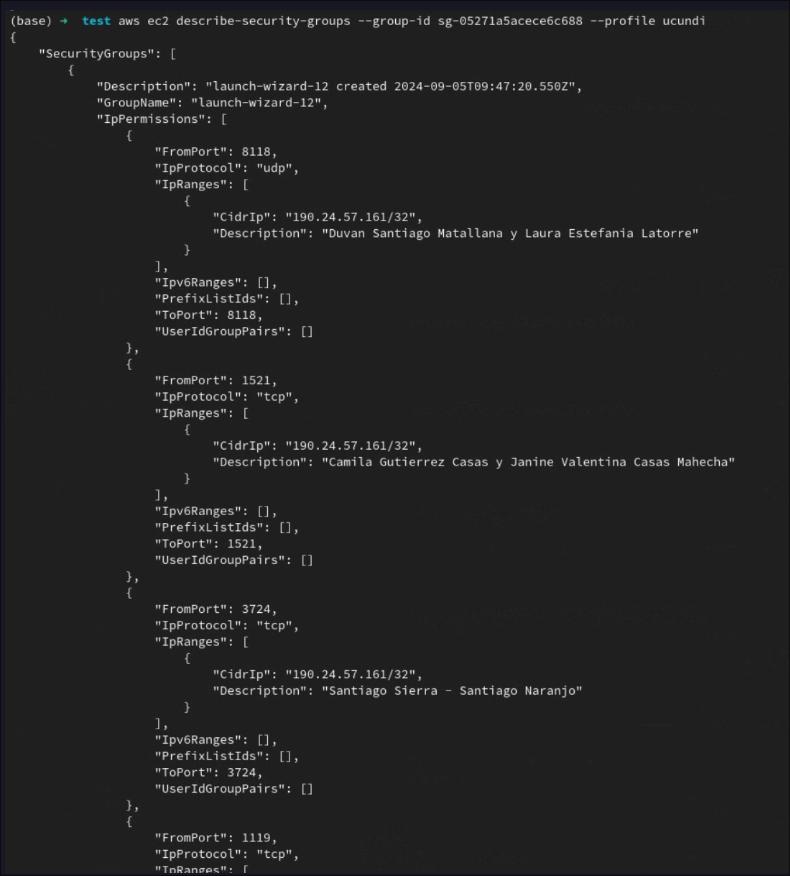 (base) → test aws ec2 describe-security-groups --group-id sg-05271a5acece6c688 --profile ucundi
{
    "SecurityGroups": [
        {
            "Description": "launch-wizard-12 created 2024-09-05T09:47:20.550Z",
            "GroupName": "launch-wizard-12",
            "IpPermissions": [
                {
                    "FromPort": 8118,
                    "IpProtocol": "udp",
                    "IpRanges": [
                        {
                            "CidrIp": "190.24.57.161/32",
                            "Description": "Duvan Santiago Matallana y Laura Estefania Latorre"
                        }
                    ],
                    "Ipv6Ranges": [],
                    "PrefixListIds": [],
                    "ToPort": 8118,
                    "UserIdGroupPairs": []
                },
                {
                    "FromPort": 1521,
                    "IpProtocol": "tcp",
                    "IpRanges": [
                        {
                            "CidrIp": "190.24.57.161/32",
                            "Description": "Camila Gutierrez Casas y Janine Valentina Casas Mahecha"
                        }
                    ],
                    "Ipv6Ranges": [],
                    "PrefixListIds": [],
                    "ToPort": 1521,
                    "UserIdGroupPairs": []
                },
                {
                    "FromPort": 3724,
                    "IpProtocol": "tcp",
                    "IpRanges": [
                        {
                            "CidrIp": "190.24.57.161/32",
                            "Description": "Santiago Sierra - Santiago Naranjo"
                        }
                    ],
                    "Ipv6Ranges": [],
                    "PrefixListIds": [],
                    "ToPort": 3724,
                    "UserIdGroupPairs": []
                },
                {
                    "FromPort": 1119,
                    "IpProtocol": "tcp",
                    "IpRanges": [